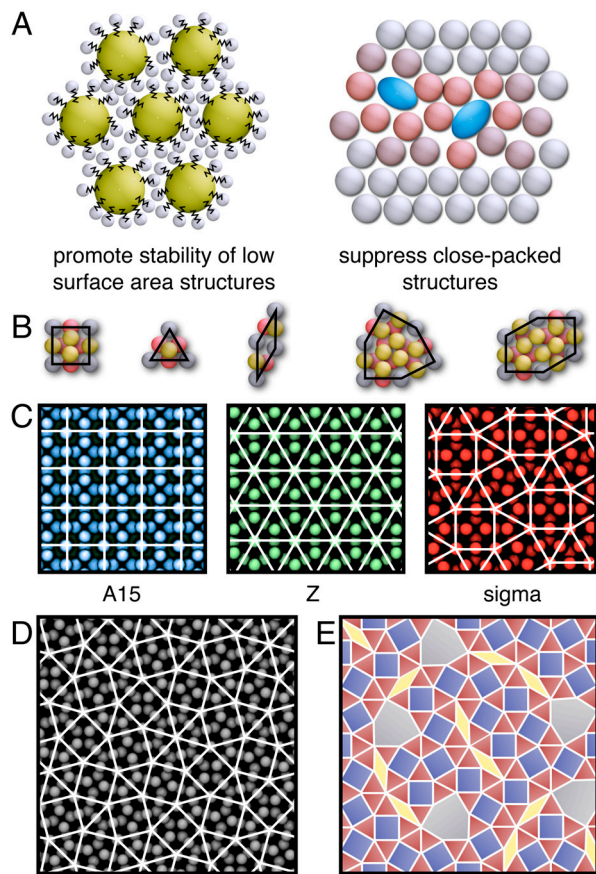 A
promote stability of low
surface area structures
suppress close-packed
structures
B
C
A15
Z
sigma
D
E